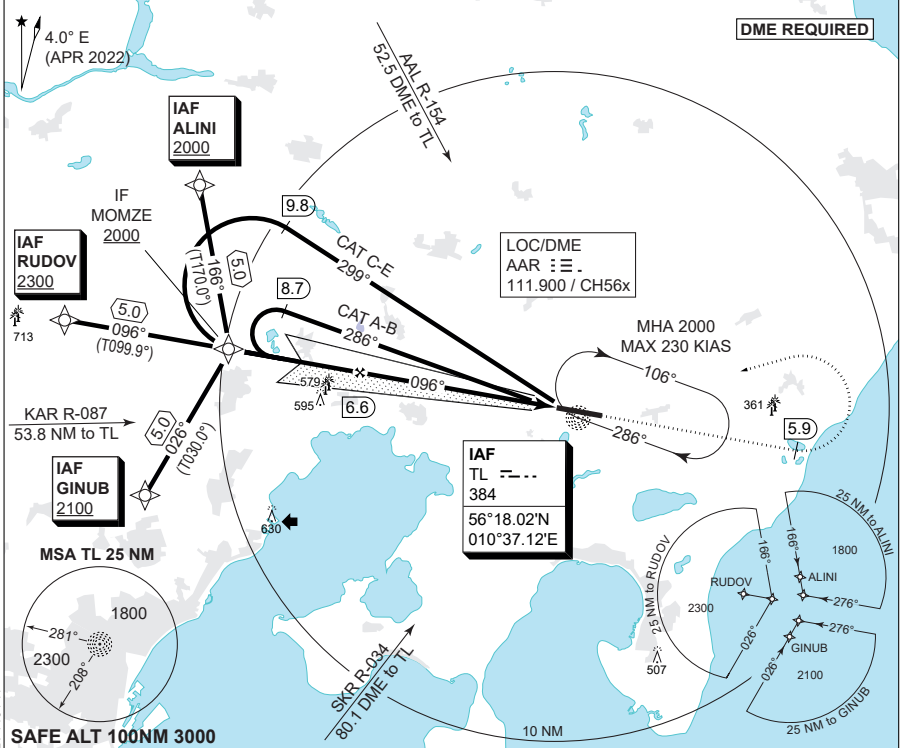 DME REQUIRED
4.0° E
(APR 2022)
AAL R-154
52.5 DME to TL
IAF
ALINI
2000
IF
MOMZE
2000
9.8
CAT C-E
299°
166°
(T170.0°)
5.0
IAF
RUDOV
2300
LOC/DME
AAR
111.900 / CH56x
713
5.0
096°
(T099.9°)
8.7
CAT A-B
286°
MHA 2000
MAX 230 KIAS
106°
286°
579
595
096°
6.6
361
5.9
KAR R-087
53.8 NM to TL
5.0
026°
(T030.0°)
IAF
GINUB
2100
IAF
TL
384
56°18.02'N
010°37.12'E
630
MSA TL 25 NM
1800
281°
2300
208°
SKR R-034
80.1 DME to TL
10 NM
507
25 NM to RUDOV
166°
RUDOV
2300
026°
25 NM to ALINI
166°
1800
ALINI
276°
276°
GINUB
026°
2100
25 NM to GINUB
SAFE ALT 100NM 3000